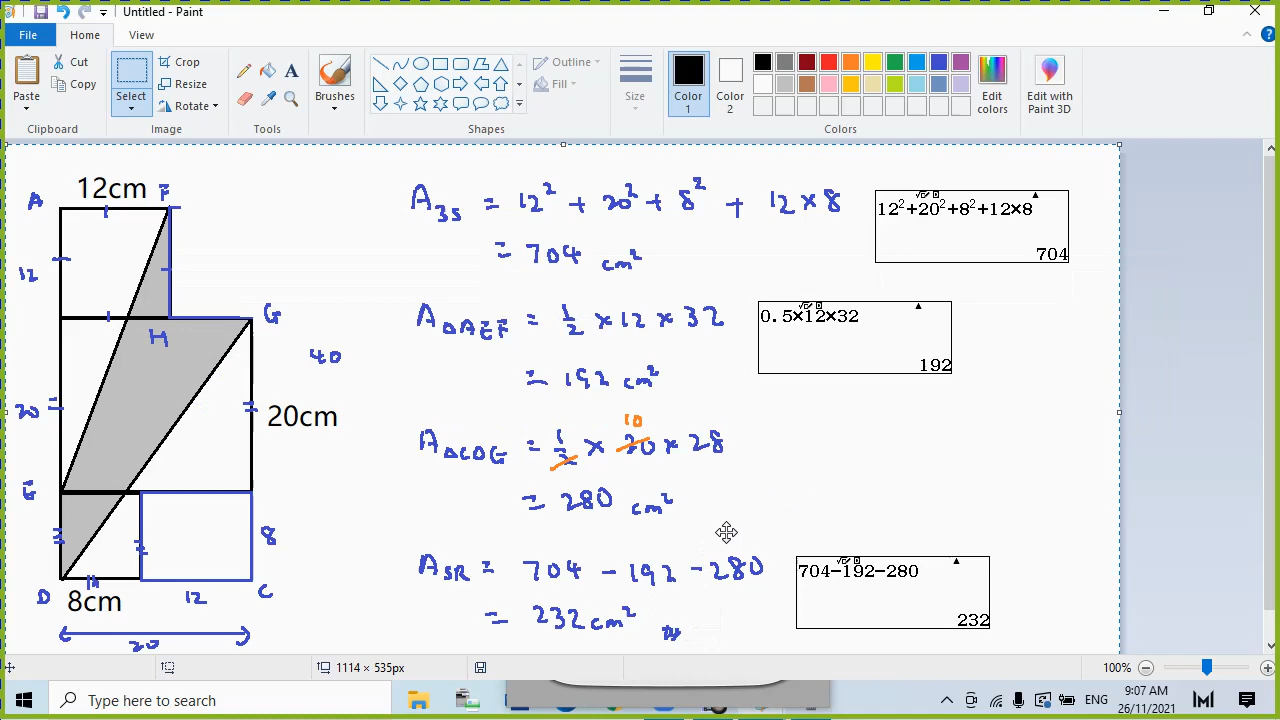 Untitled - Paint
File
Home
View
Paste
Cut
Copy
Clipboard
Select
Crop
Resize
Rotate
Image
A
Tools
Brushes
Outline
Fill
Shapes
Size
Color 1
Color 2
Edit colors
Edit with Paint 3D
Colors
A 12cm F
12
H G
40
20 20cm
E
8
D 8cm 12 C
20
A3S = 12² + 20² + 8² + 12 × 8
= 704 cm²
12²+20²+8²+12×8
704
AΔAEF = 1/2 × 12 × 32
= 192 cm²
0.5×12×32
192
10
AΔCDG = 1/2 × 20 × 28
= 280 cm²
ASR = 704 - 192 - 280
= 232 cm²
704−192−280
232
1114 × 535px
100%
Type here to search
ENG
9:07 AM
26/11/2021